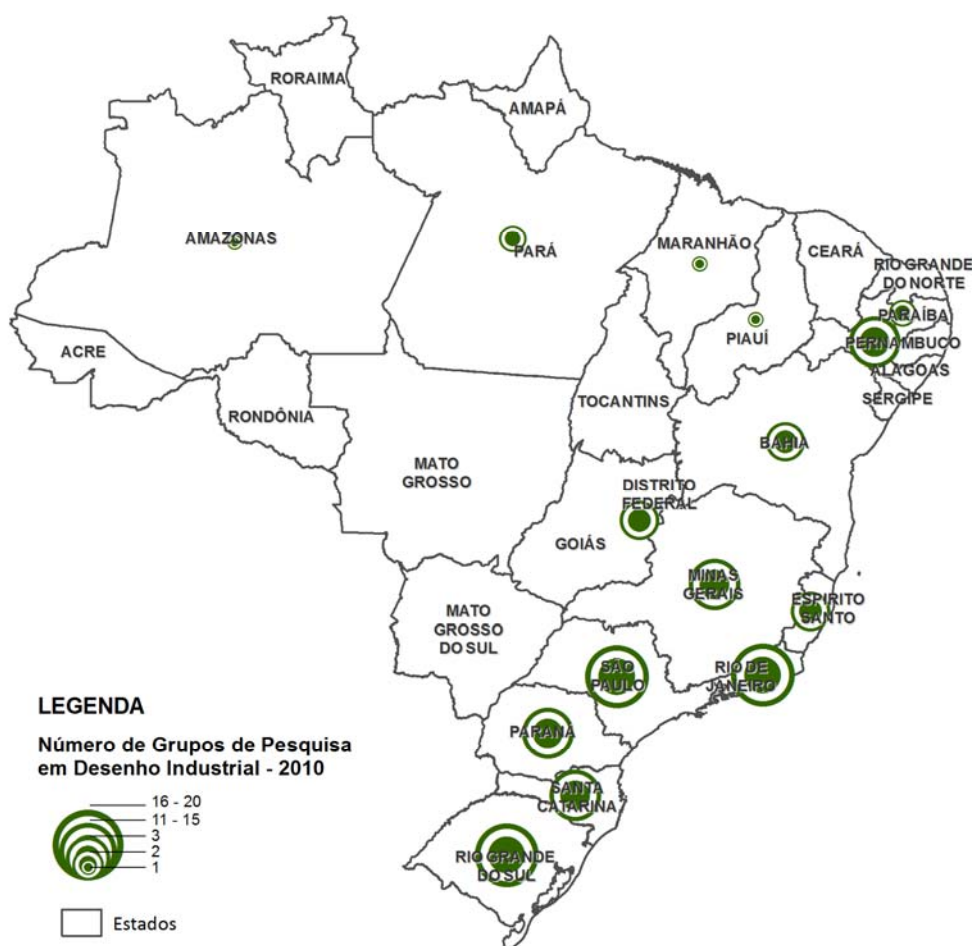 RORAIMA
AMAPÁ
AMAZONAS
PARÁ
MARANHÃO
CEARÁ
RIO GRANDE
DO NORTE
PARAÍBA
PERNAMBUCO
ALAGOAS
SERGIPE
PIAUÍ
ACRE
RONDÔNIA
TOCANTINS
BAHIA
MATO
GROSSO
DISTRITO
FEDERAL
GOIÁS
MINAS
GERAIS
ESPIRITO
SANTO
MATO
GROSSO
DO SUL
SÃO
PAULO
RIO DE
JANEIRO
PARANÁ
SANTA
CATARINA
RIO GRANDE
DO SUL
LEGENDA
Número de Grupos de Pesquisa
em Desenho Industrial - 2010
16 - 20
11 - 15
3
2
1
Estados